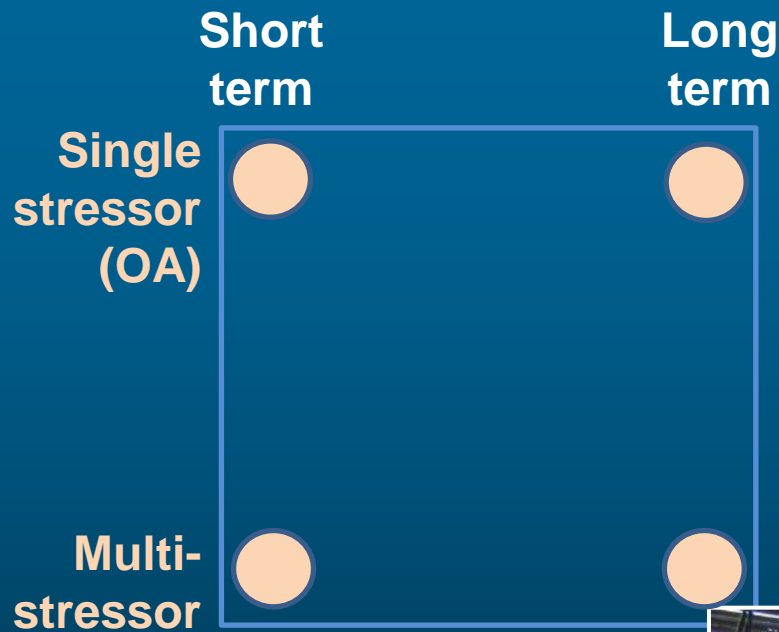 Short
term
Long
term
Single
stressor
(OA)
Multi-
stressor